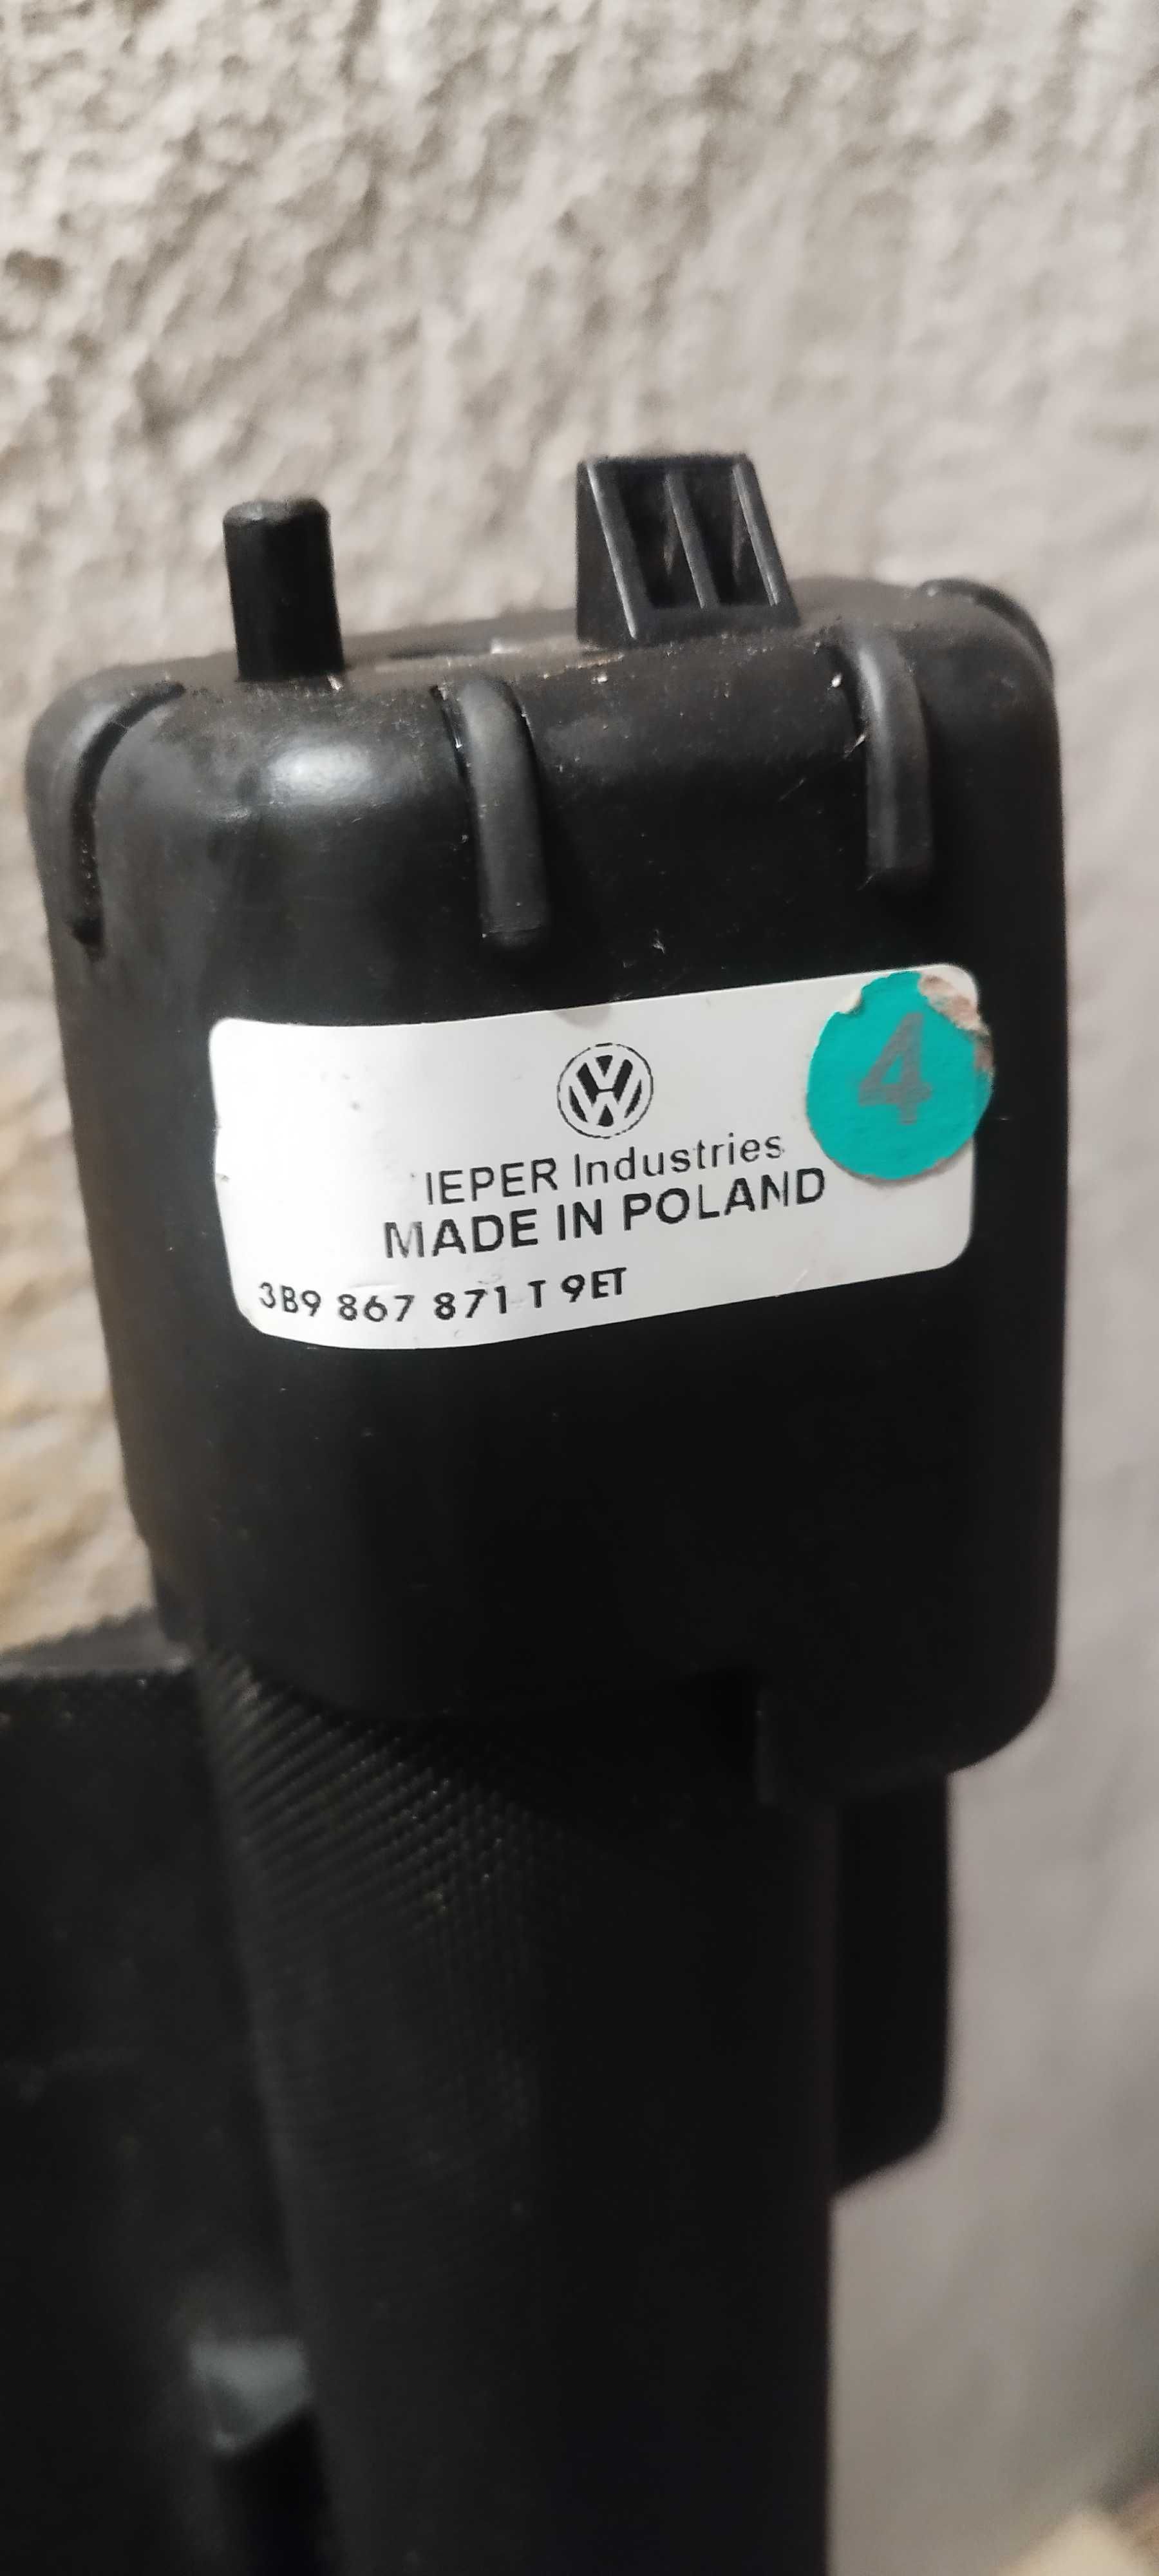 4
IEPER Industries
MADE IN POLAND
3B9 867 871 T 9ET